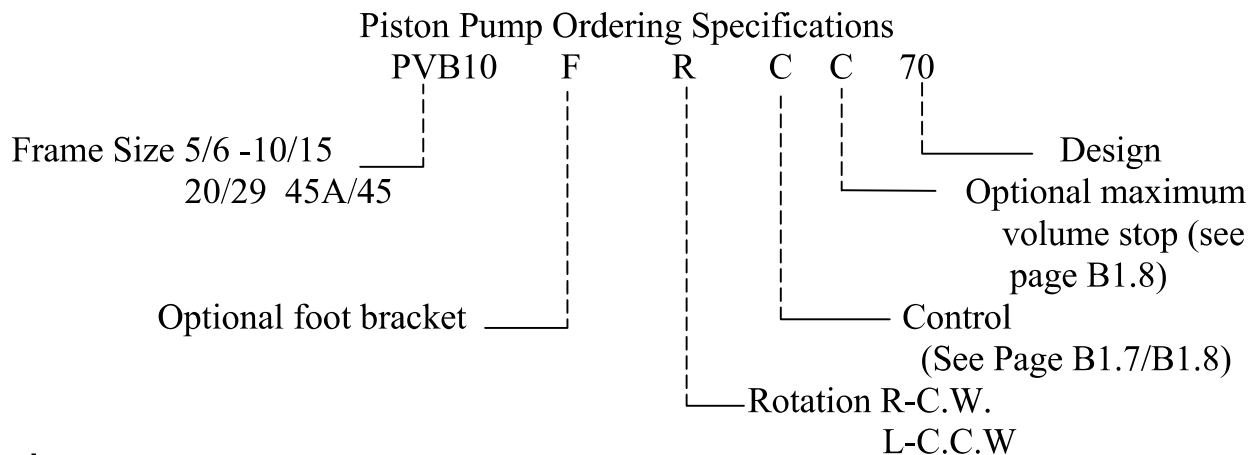 Piston Pump Ordering Specifications
PVB10 F R C C 70
Frame Size 5/6 -10/15
20/29 45A/45
Design
Optional maximum
volume stop (see
page B1.8)
Optional foot bracket
Control
(See Page B1.7/B1.8)
Rotation R-C.W.
L-C.C.W